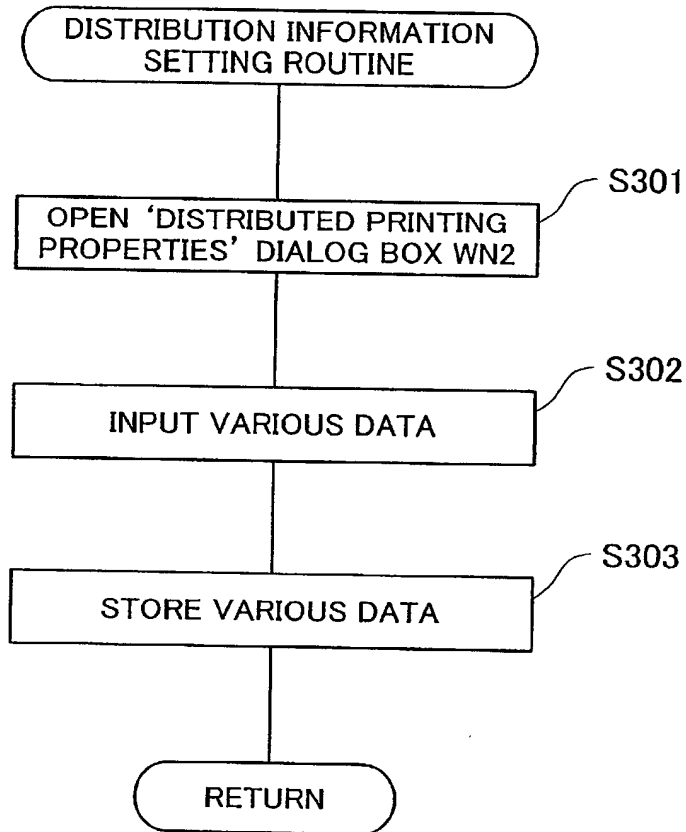 DISTRIBUTION INFORMATION
SETTING ROUTINE
S301
OPEN ‘DISTRIBUTED PRINTING
PROPERTIES’ DIALOG BOX WN2
S302
INPUT VARIOUS DATA
S303
STORE VARIOUS DATA
RETURN